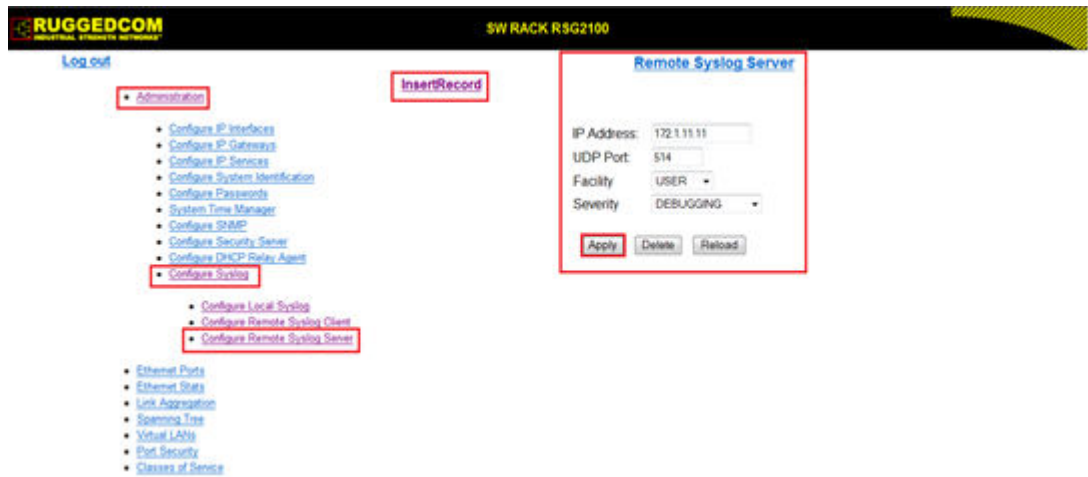 RUGGEDCOM
INDUSTRIAL STRENGTH NETWORKS
SW RACK RSG2100
Log out
Administration
Configure IP Interfaces
Configure IP Gateways
Configure IP Services
Configure System Identification
Configure Passwords
System Time Manager
Configure SNMP
Configure Security Server
Configure DHCP Relay Agent
Configure Syslog
Configure Local Syslog
Configure Remote Syslog Client
Configure Remote Syslog Server
Ethernet Ports
Ethernet Stats
Link Aggregation
Spanning Tree
Virtual LANs
Port Security
Classes of Service
InsertRecord
Remote Syslog Server
IP Address: 172.1.11.11
UDP Port: 514
Facility USER
Severity DEBUGGING
Apply Delete Reload